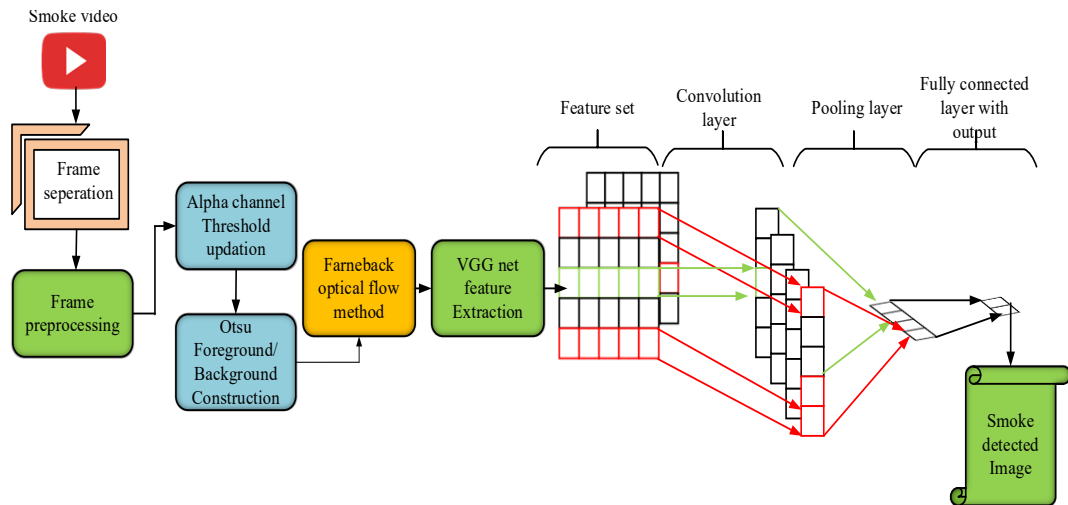 Smoke video
Frame
seperation
Frame
preprocessing
Alpha channel
Threshold
updation
Otsu
Foreground/
Background
Construction
Farneback
optical flow
method
VGG net
feature
Extraction
Feature set
Convolution
layer
Pooling layer
Fully connected
layer with
output
Smoke
detected
Image